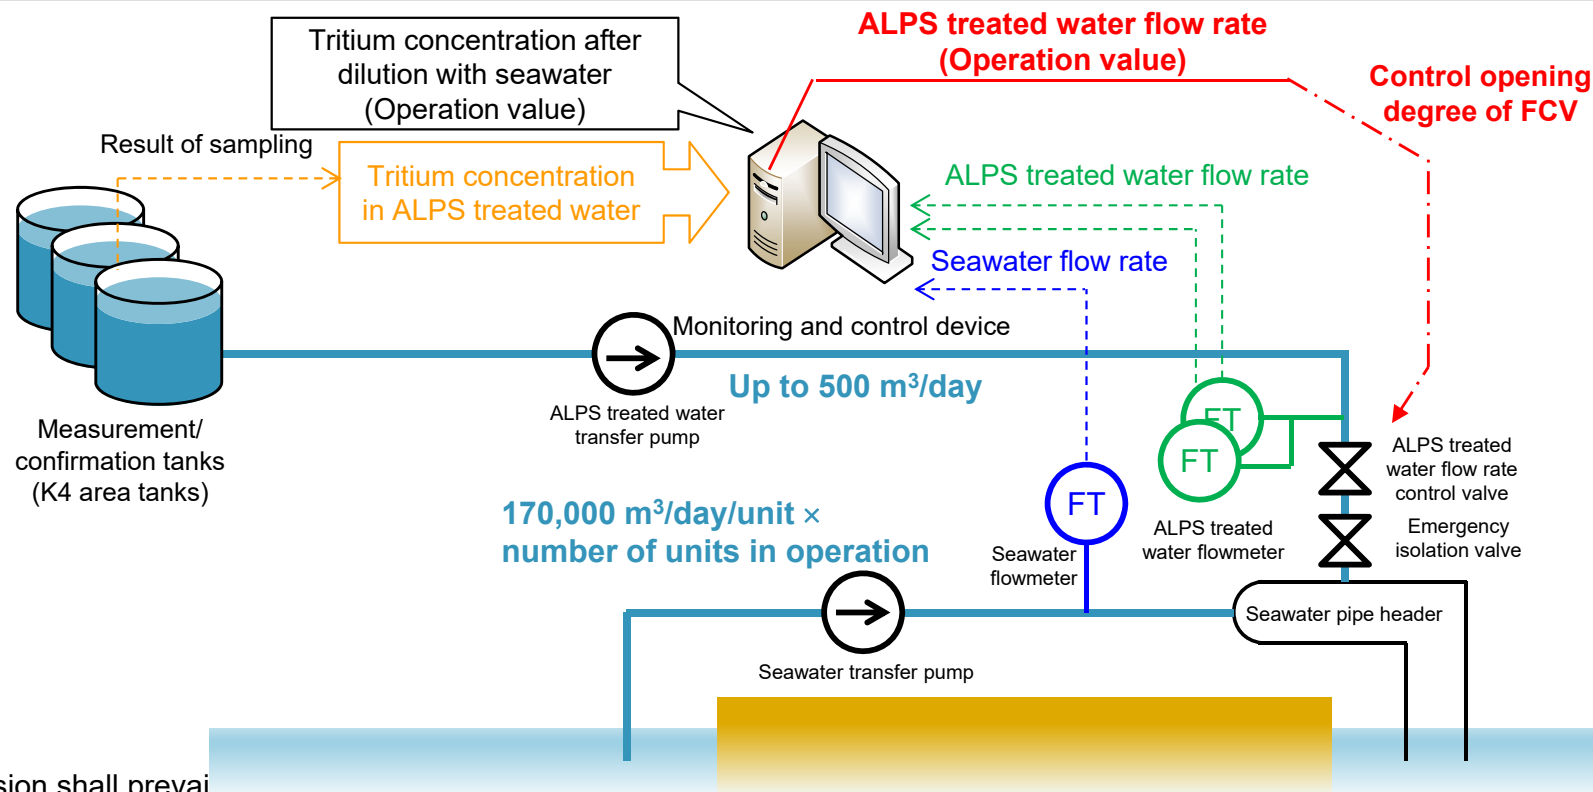 Tritium concentration after
dilution with seawater
(Operation value)
ALPS treated water flow rate
(Operation value)
Control opening
degree of FCV
Result of sampling
Tritium concentration
in ALPS treated water
ALPS treated water flow rate
Seawater flow rate
Monitoring and control device
Up to 500 m³/day
ALPS treated water
transfer pump
Measurement/
confirmation tanks
(K4 area tanks)
FT
FT
ALPS treated
water flow rate
control valve
FT
170,000 m³/day/unit ×
number of units in operation
ALPS treated
water flowmeter
Emergency
isolation valve
Seawater
flowmeter
Seawater pipe header
Seawater transfer pump
sion shall prevai